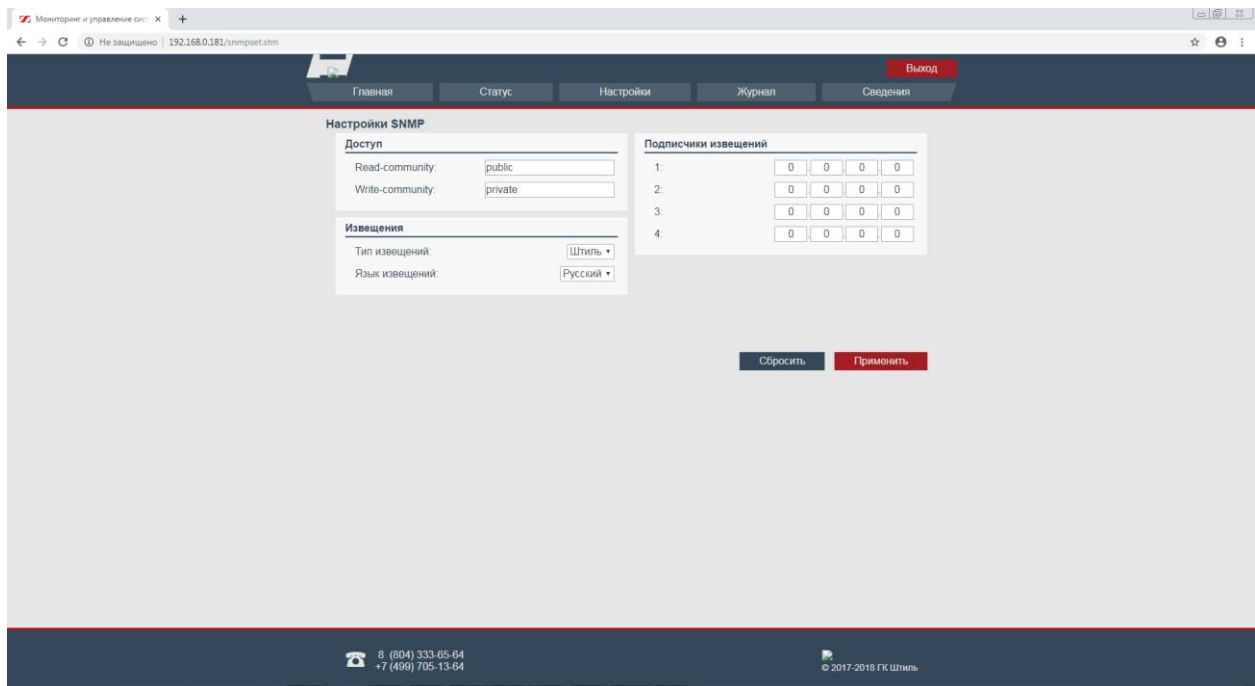 Мониторинг и управление сис
Не защищено
192.168.0.181/snmpset.stm
Выход
Главная
Статус
Настройки
Журнал
Сведения
Настройки SNMP
Доступ
Read-community: public
Write-community: private
Извещения
Тип извещений: Штиль
Язык извещений: Русский
Подписчики извещений
1: 0 . 0 . 0 . 0
2: 0 . 0 . 0 . 0
3: 0 . 0 . 0 . 0
4: 0 . 0 . 0 . 0
Сбросить
Применить
8 (804) 333-65-64
+7 (499) 705-13-64
© 2017-2018 ГК Штиль